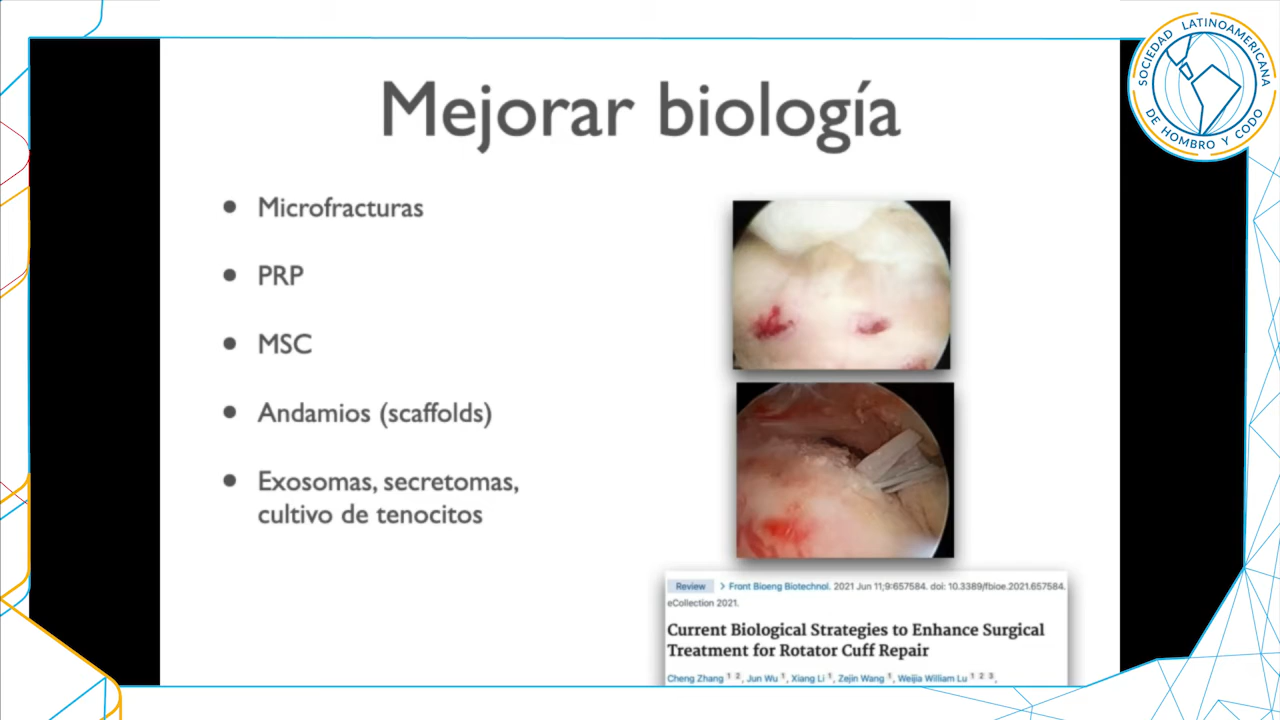 Mejorar biología
• Microfracturas
• PRP
• MSC
• Andamios (scaffolds)
• Exosomas, secretomas,
cultivo de tenocitos
Review > Front Bioeng Biotechnol. 2021 Jun 11;9:657584. doi: 10.3389/fbioe.2021.657584.
eCollection 2021.
Current Biological Strategies to Enhance Surgical
Treatment for Rotator Cuff Repair
Cheng Zhang 1 2, Jun Wu 1, Xiang Li 1, Zejin Wang 1, Weijia William Lu 1 2 3,
SOCIEDAD LATINOAMERICANA
DE HOMBRO Y CODO